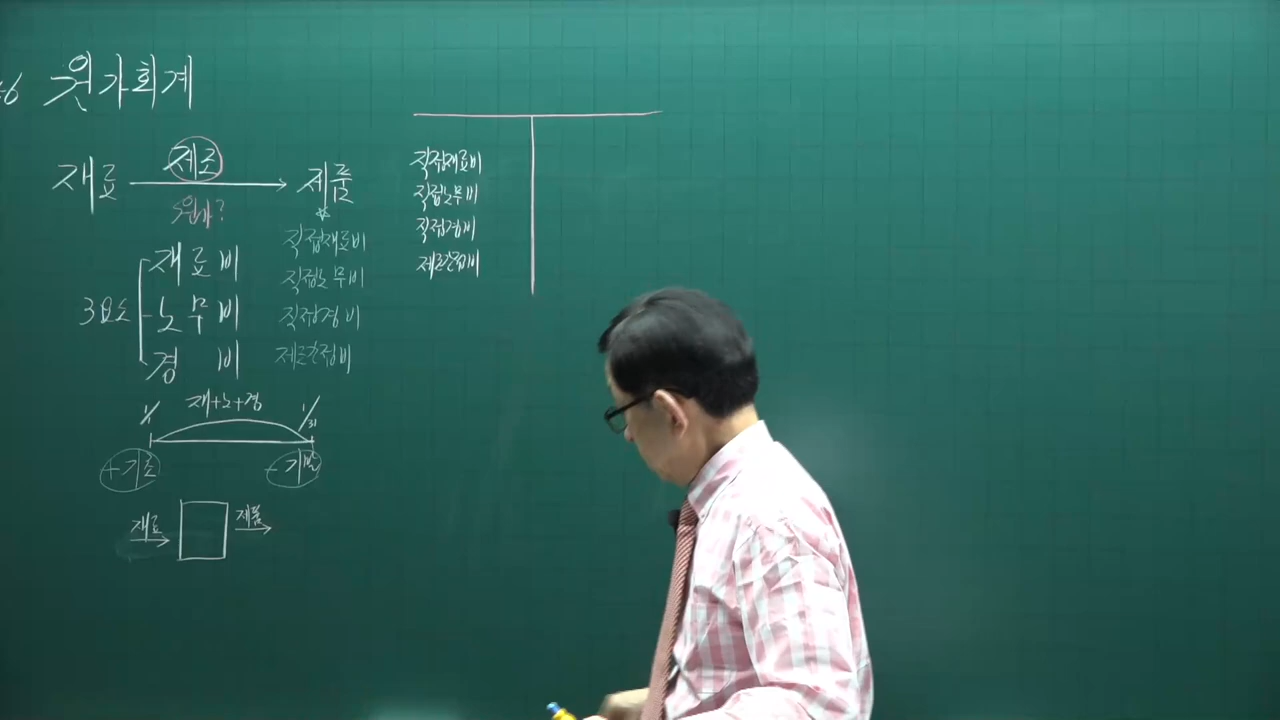 6 원가회계
재료 제조 제품
원가?
3요소
재료비
노무비
경 비
직접재료비
직접노무비
직접경비
제조간접비
1/1 재+노+경 1/31
+기초 -기말
재료 제품
직접재료비
직접노무비
직접경비
제조간접비